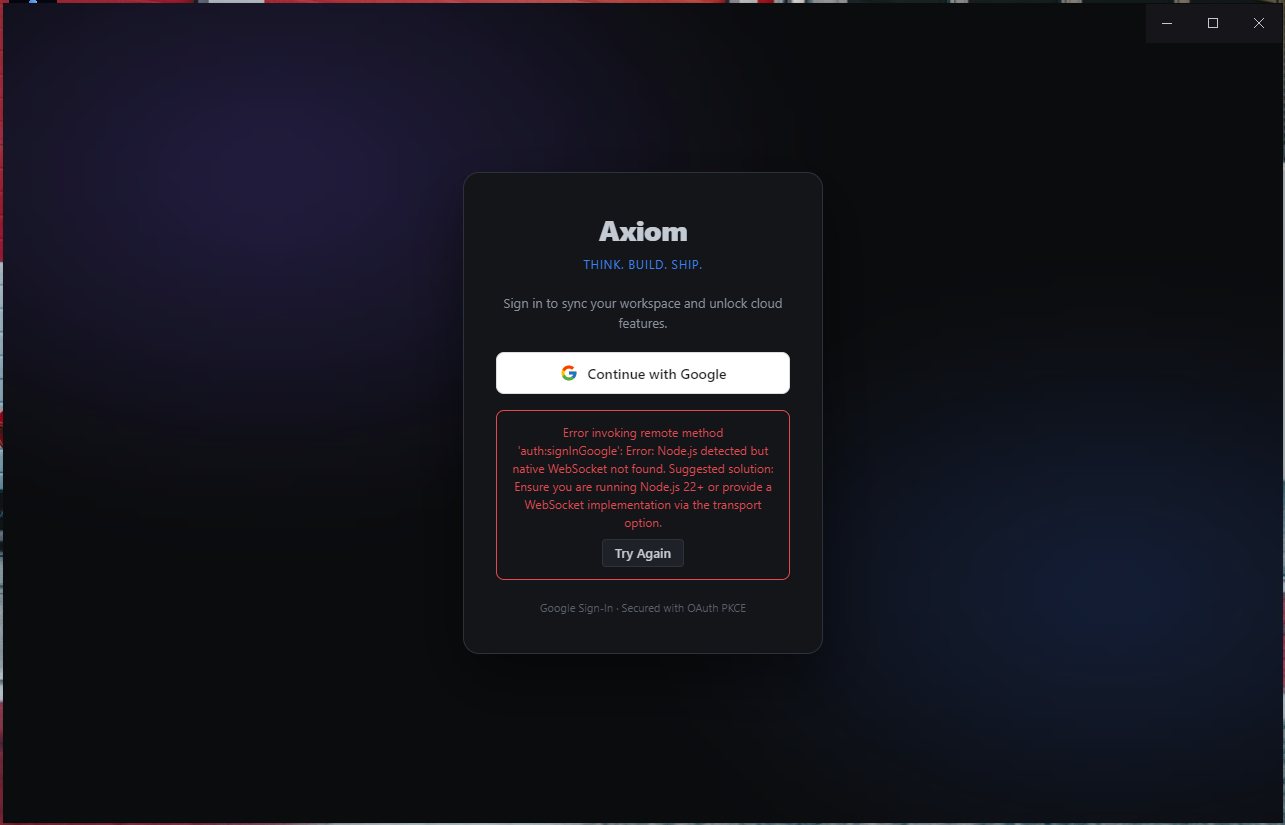 Axiom
THINK. BUILD. SHIP.
Sign in to sync your workspace and unlock cloud
features.
Continue with Google
Error invoking remote method
'auth:signInGoogle': Error: Node.js detected but
native WebSocket not found. Suggested solution:
Ensure you are running Node.js 22+ or provide a
WebSocket implementation via the transport
option.
Try Again
Google Sign-In · Secured with OAuth PKCE